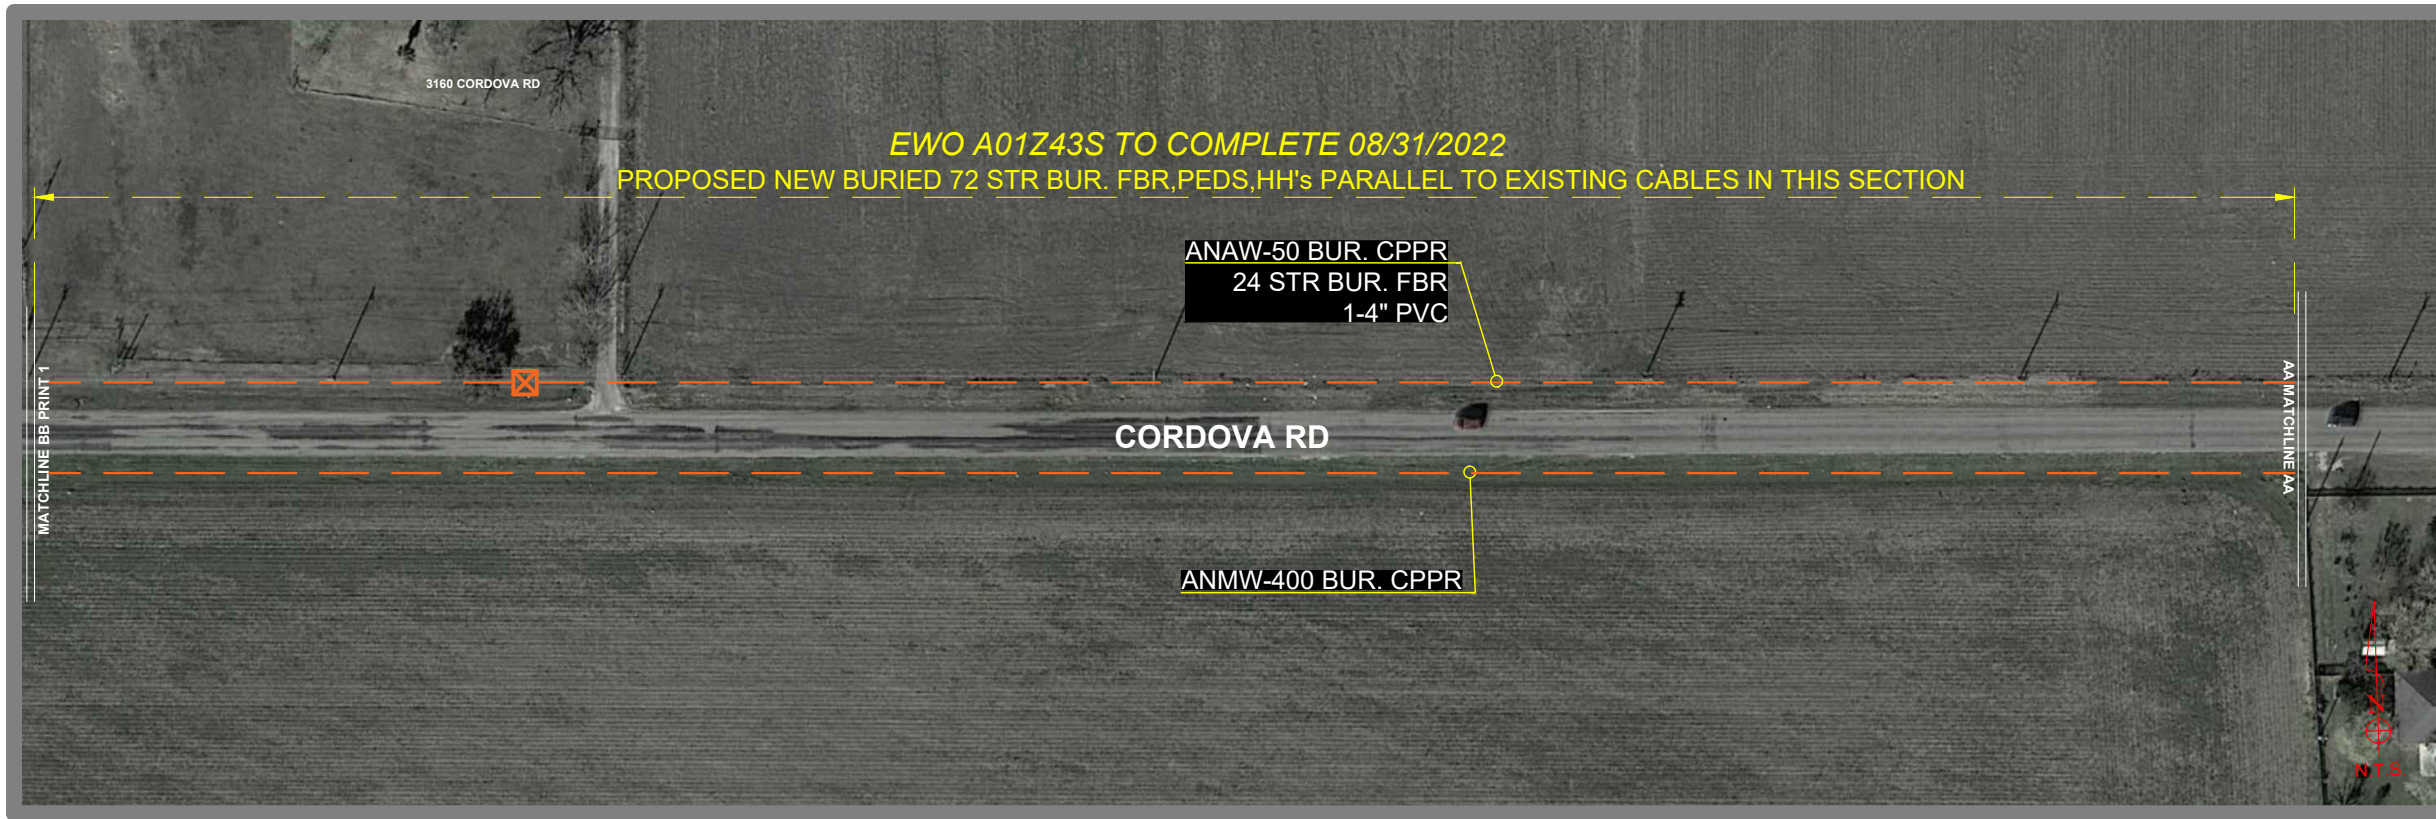 3160 CORDOVA RD
EWO A01Z43S TO COMPLETE 08/31/2022
PROPOSED NEW BURIED 72 STR BUR. FBR,PEDS,HH's PARALLEL TO EXISTING CABLES IN THIS SECTION
ANAW-50 BUR. CPPR
24 STR BUR. FBR
1-4" PVC
MATCHLINE BB PRINT 1
CORDOVA RD
AA MATCHLINE AA
ANMW-400 BUR. CPPR
N
N.T.S.